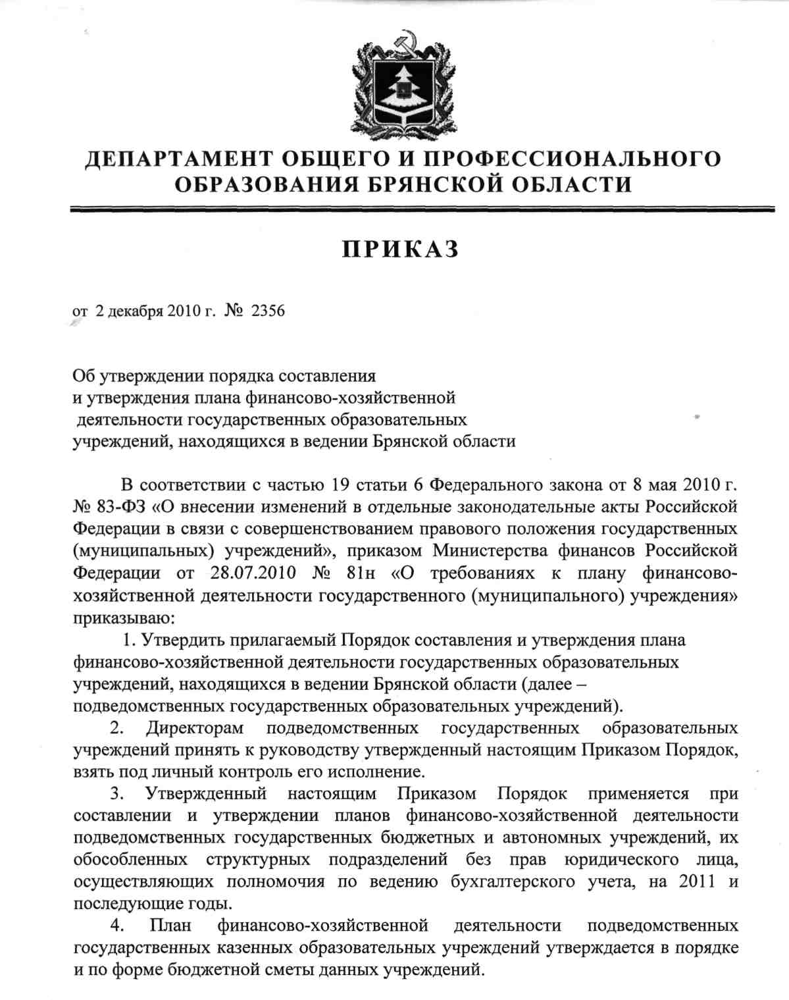 ДЕПАРТАМЕНТ ОБЩЕГО И ПРОФЕССИОНАЛЬНОГО
ОБРАЗОВАНИЯ БРЯНСКОЙ ОБЛАСТИ
ПРИКАЗ
от 2 декабря 2010 г. № 2356
Об утверждении порядка составления
и утверждения плана финансово-хозяйственной
деятельности государственных образовательных
учреждений, находящихся в ведении Брянской области
В соответствии с частью 19 статьи 6 Федерального закона от 8 мая 2010 г.
№ 83-ФЗ «О внесении изменений в отдельные законодательные акты Российской
Федерации в связи с совершенствованием правового положения государственных
(муниципальных) учреждений», приказом Министерства финансов Российской
Федерации от 28.07.2010 № 81н «О требованиях к плану финансово-
хозяйственной деятельности государственного (муниципального) учреждения»
приказываю:
1. Утвердить прилагаемый Порядок составления и утверждения плана
финансово-хозяйственной деятельности государственных образовательных
учреждений, находящихся в ведении Брянской области (далее –
подведомственных государственных образовательных учреждений).
2. Директорам подведомственных государственных образовательных
учреждений принять к руководству утвержденный настоящим Приказом Порядок,
взять под личный контроль его исполнение.
3. Утвержденный настоящим Приказом Порядок применяется при
составлении и утверждении планов финансово-хозяйственной деятельности
подведомственных государственных бюджетных и автономных учреждений, их
обособленных структурных подразделений без прав юридического лица,
осуществляющих полномочия по ведению бухгалтерского учета, на 2011 и
последующие годы.
4. План финансово-хозяйственной деятельности подведомственных
государственных казенных образовательных учреждений утверждается в порядке
и по форме бюджетной сметы данных учреждений.